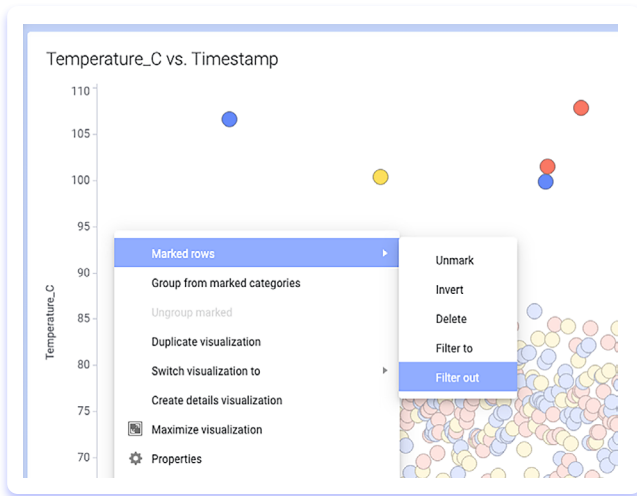 Temperature_C vs. Timestamp
110
105
100
95
90
85
80
75
70
Temperature_C
Marked rows
Group from marked categories
Ungroup marked
Duplicate visualization
Switch visualization to
Create details visualization
Maximize visualization
Properties
Unmark
Invert
Delete
Filter to
Filter out